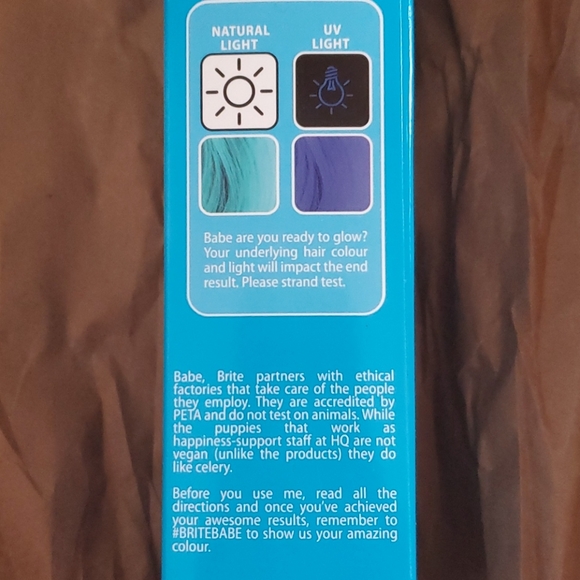 NATURAL LIGHT
UV LIGHT
Babe are you ready to glow?
Your underlying hair colour
and light will impact the end
result. Please strand test.
Babe, Brite partners with ethical
factories that take care of the people
they employ. They are accredited by
PETA and do not test on animals. While
the puppies that work as
happiness-support staff at HQ are not
vegan (unlike the products) they do
like celery.
Before you use me, read all the
directions and once you've achieved
your awesome results, remember to
#BRITEBABE to show us your amazing
colour.